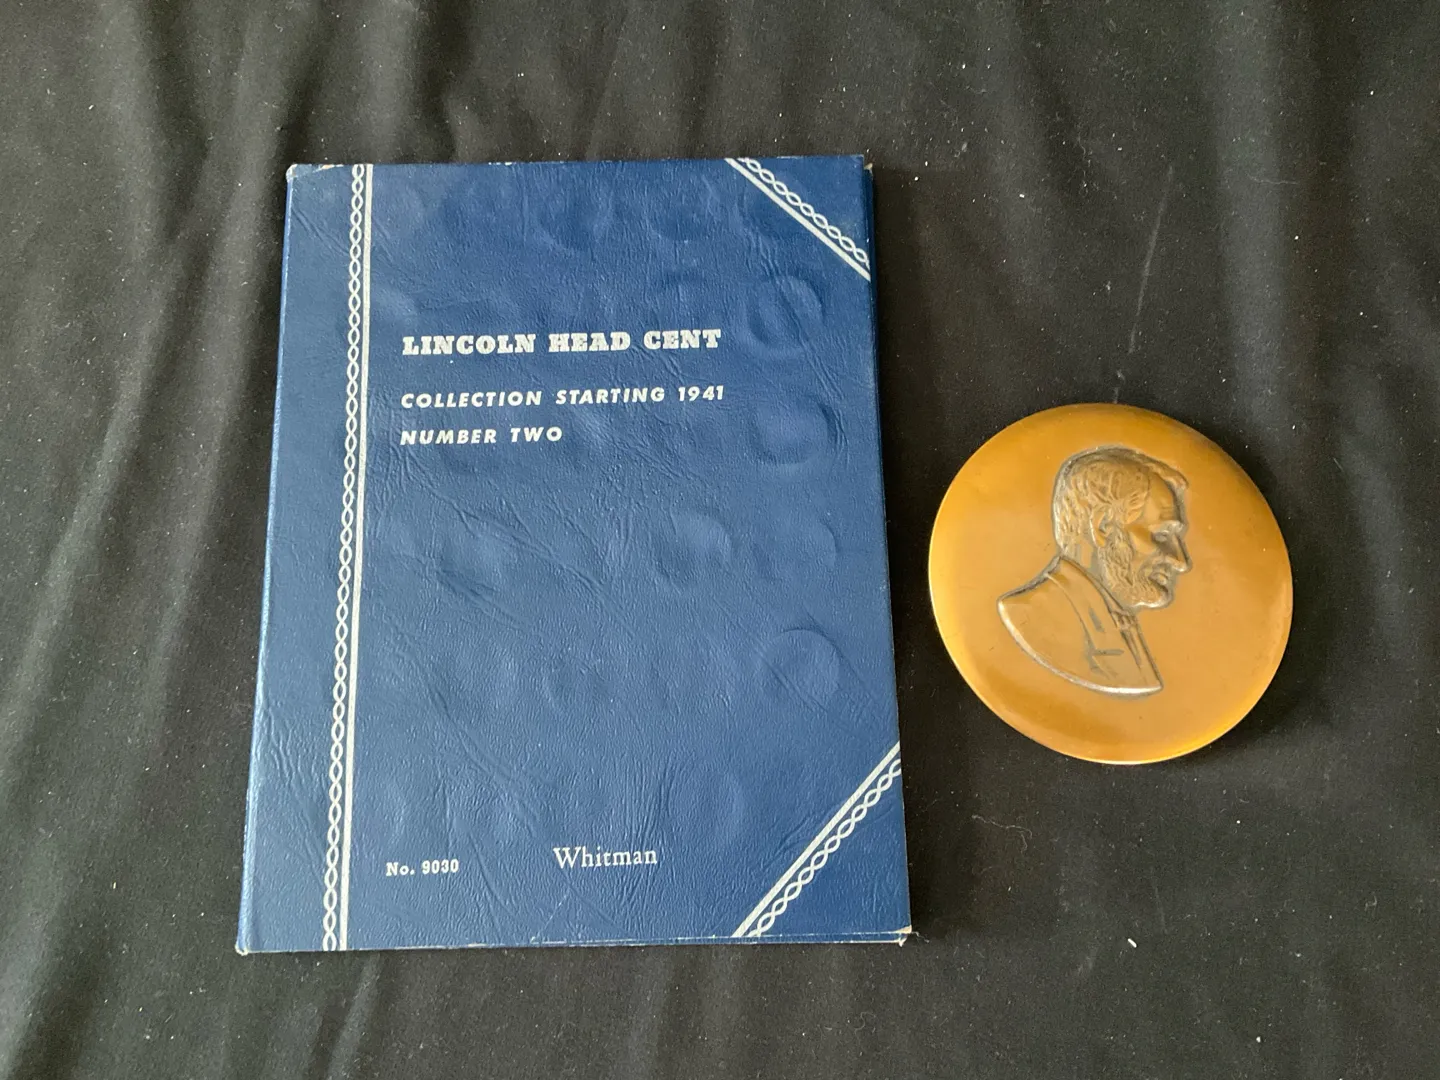 LINCOLN HEAD CENT
COLLECTION STARTING 1941
NUMBER TWO
No. 9030
Whitman